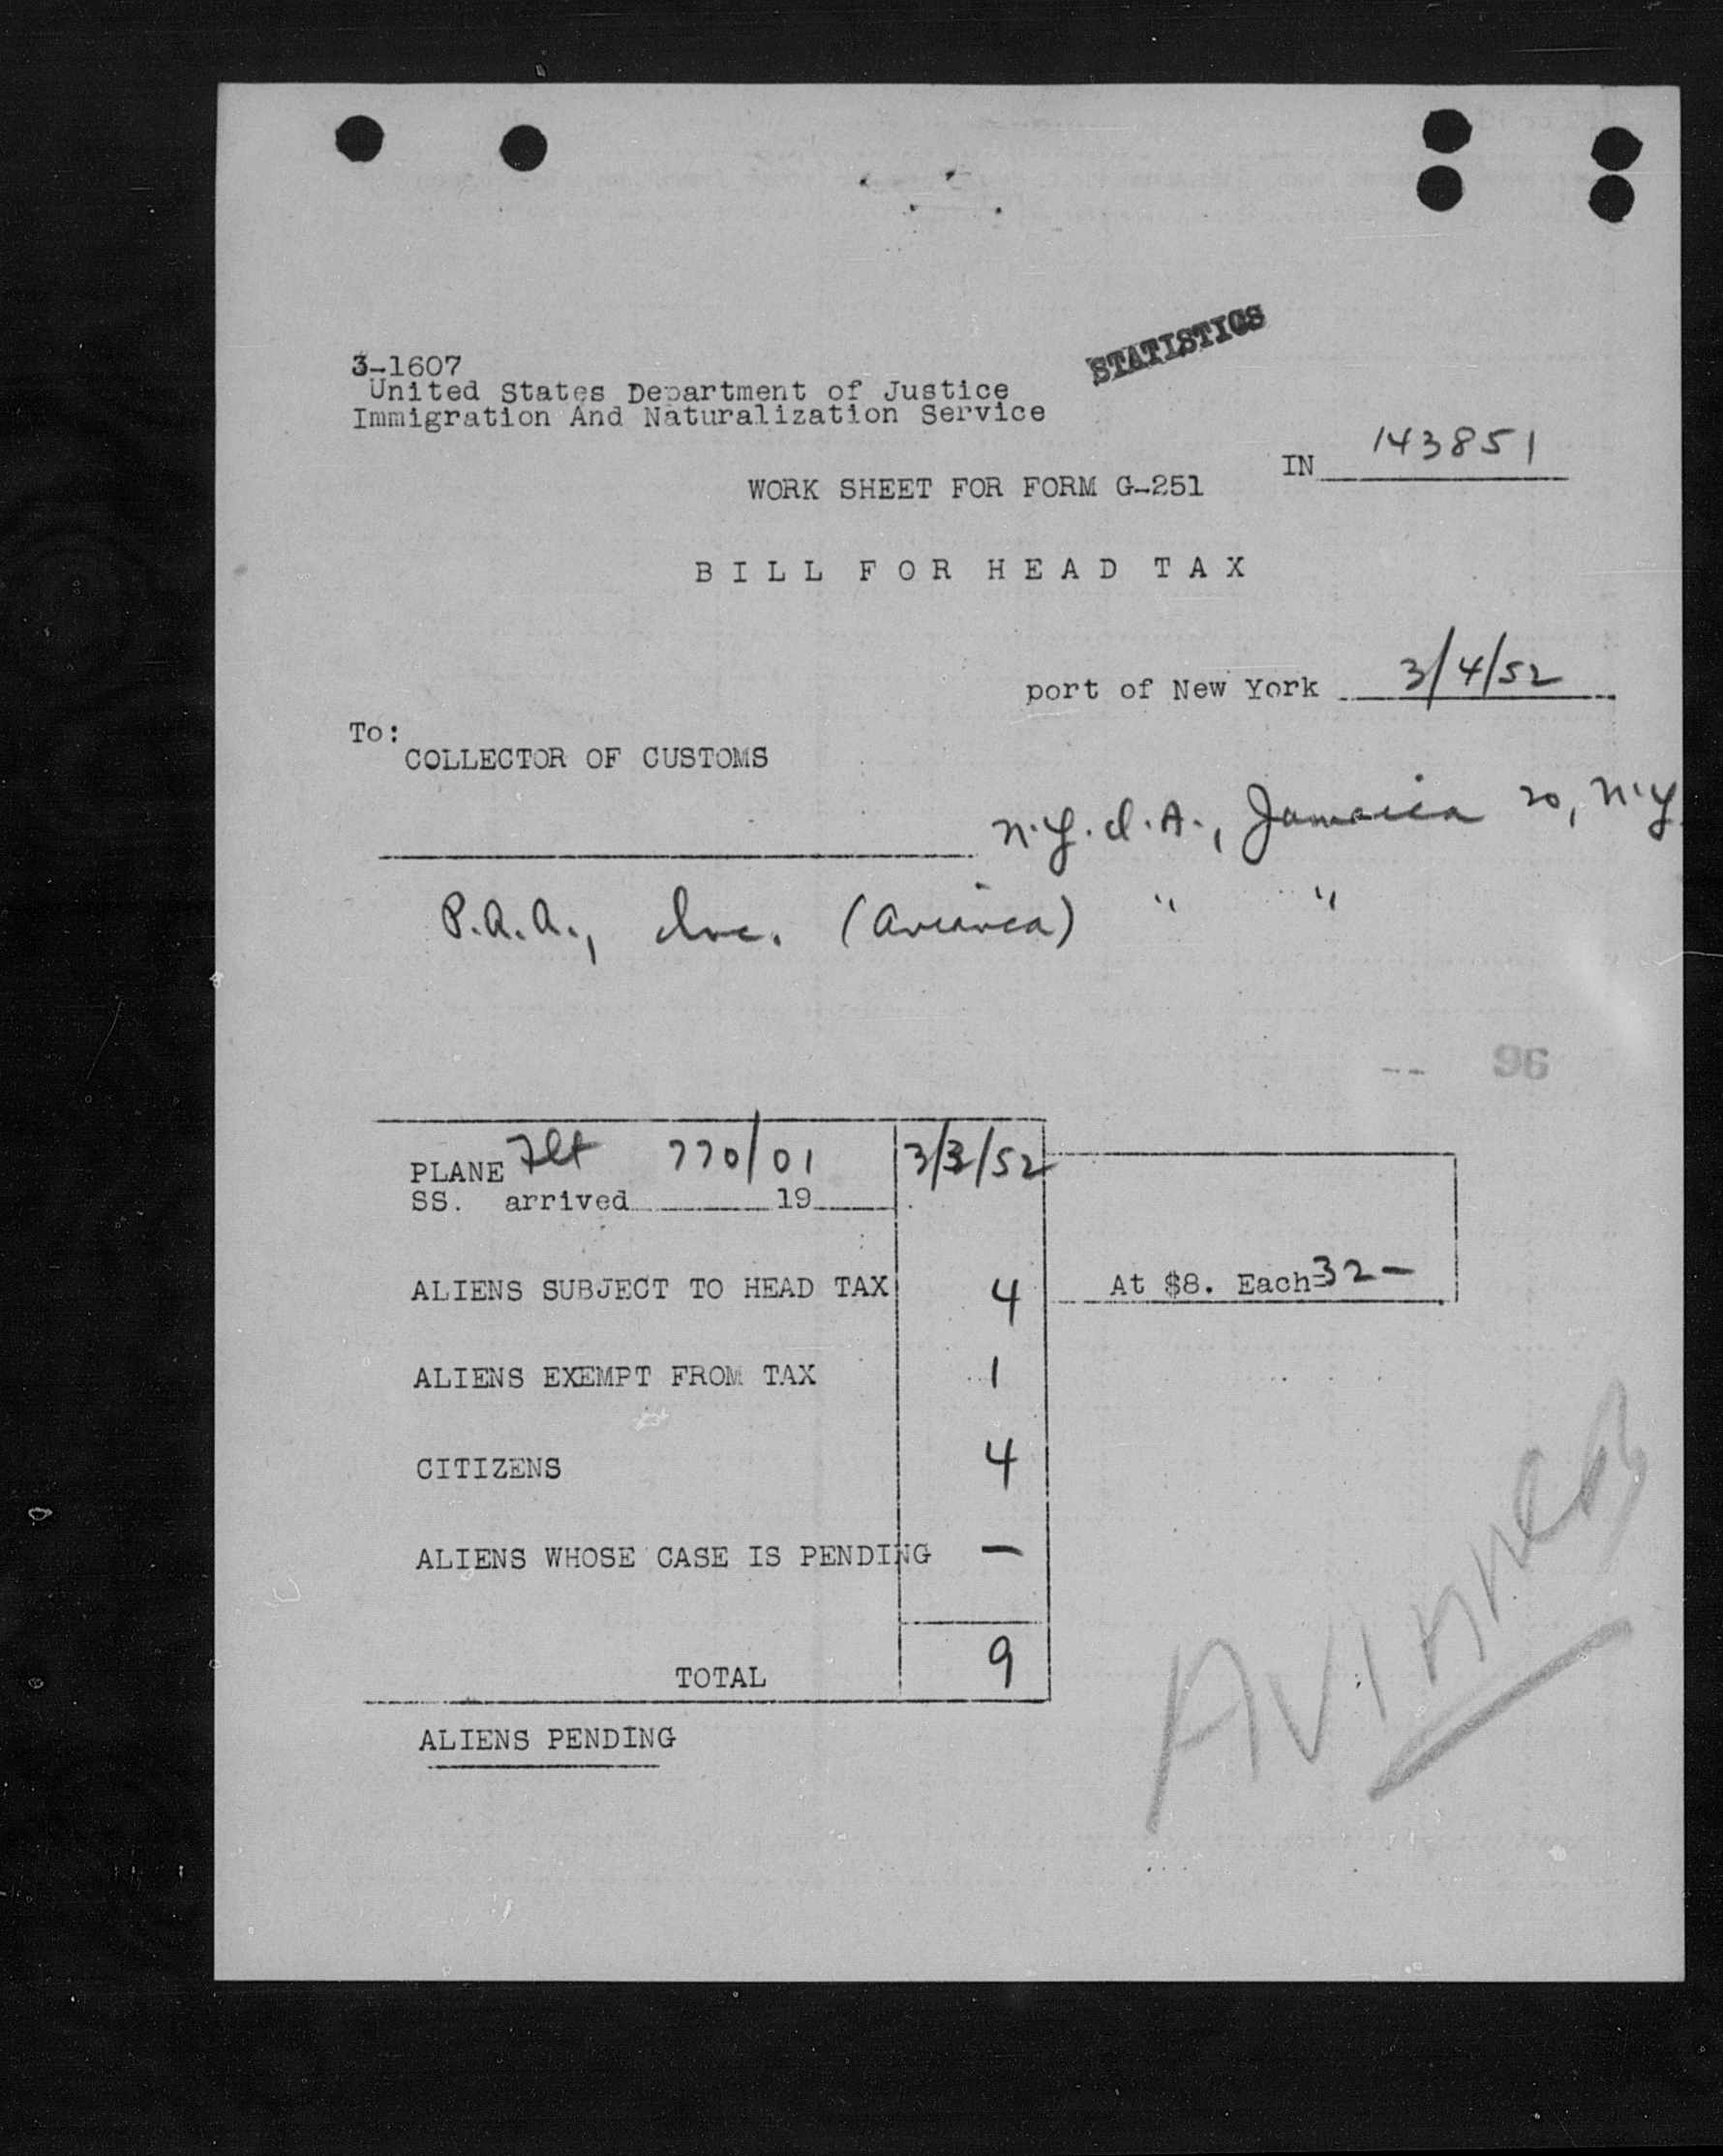 STATISTICS
3-1607
United States Department of Justice
Immigration And Naturalization Service
IN 143851
WORK SHEET FOR FORM G-251
BILL FOR HEAD TAX
port of New York 3/4/52
To:
COLLECTOR OF CUSTOMS
N.Y.I.A., Jamaica 20, N.Y.
P.A.A., Inc. (Avianca) " "
96
PLANE Flt 770/01 3/3/52
SS. arrived 19
ALIENS SUBJECT TO HEAD TAX 4 At $8. Each=32-
ALIENS EXEMPT FROM TAX 1
CITIZENS 4
ALIENS WHOSE CASE IS PENDING -
TOTAL 9
ALIENS PENDING